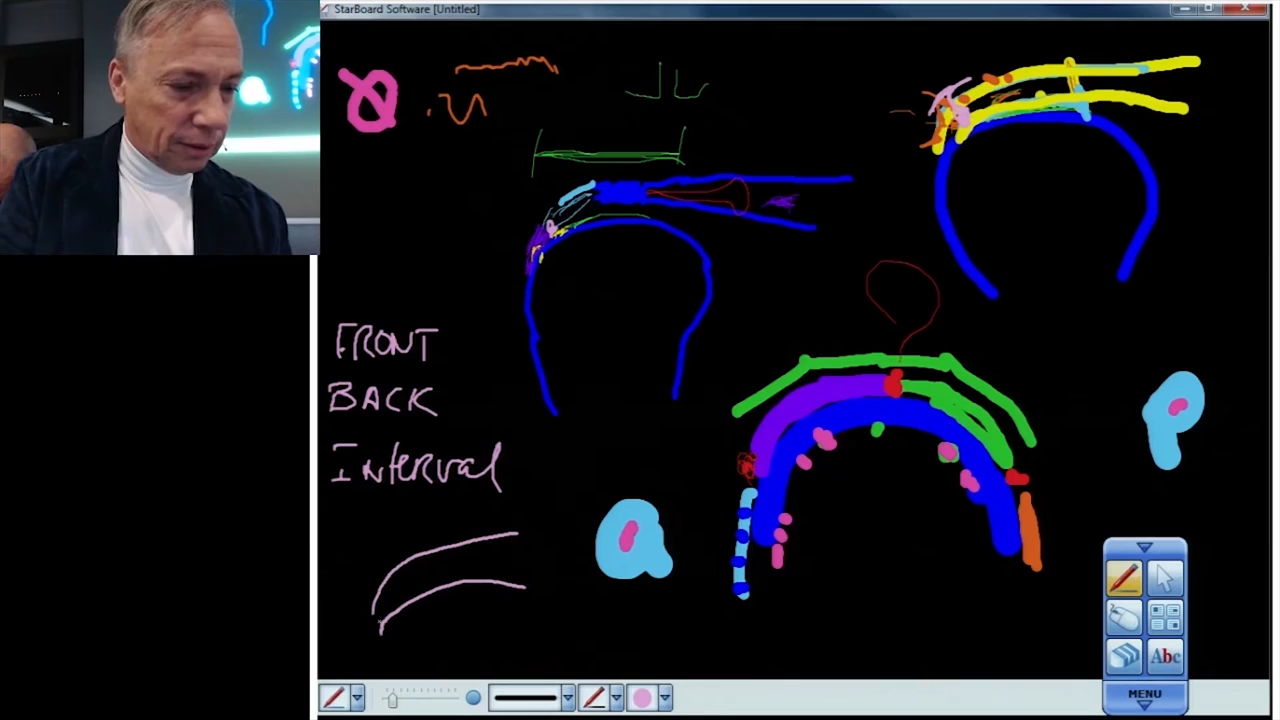 StarBoard Software [Untitled]
FRONT
BACK
INTERVAL
Abc
MENU